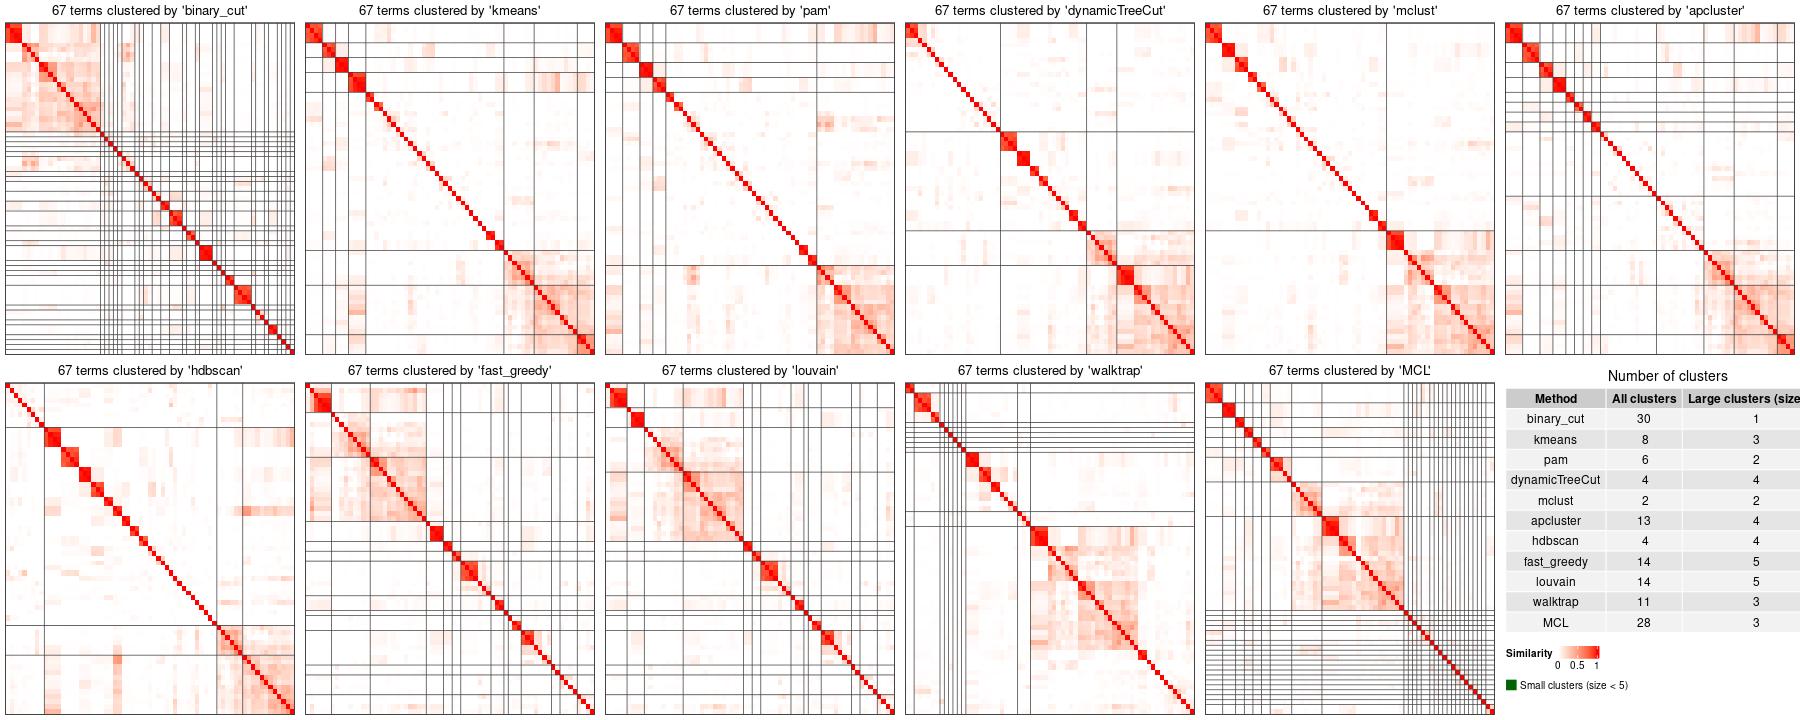 67 terms clustered by 'binary_cut'
67 terms clustered by 'kmeans'
67 terms clustered by 'pam'
67 terms clustered by 'dynamicTreeCut'
67 terms clustered by 'mclust'
67 terms clustered by 'apcluster'
67 terms clustered by 'hdbscan'
67 terms clustered by 'fast_greedy'
67 terms clustered by 'louvain'
67 terms clustered by 'walktrap'
67 terms clustered by 'MCL'
Number of clusters
Method All clusters Large clusters (size
binary_cut 30 1
kmeans 8 3
pam 6 2
dynamicTreeCut 4 4
mclust 2 2
apcluster 13 4
hdbscan 4 4
fast_greedy 14 5
louvain 14 5
walktrap 11 3
MCL 28 3
Similarity
0 0.5 1
Small clusters (size < 5)